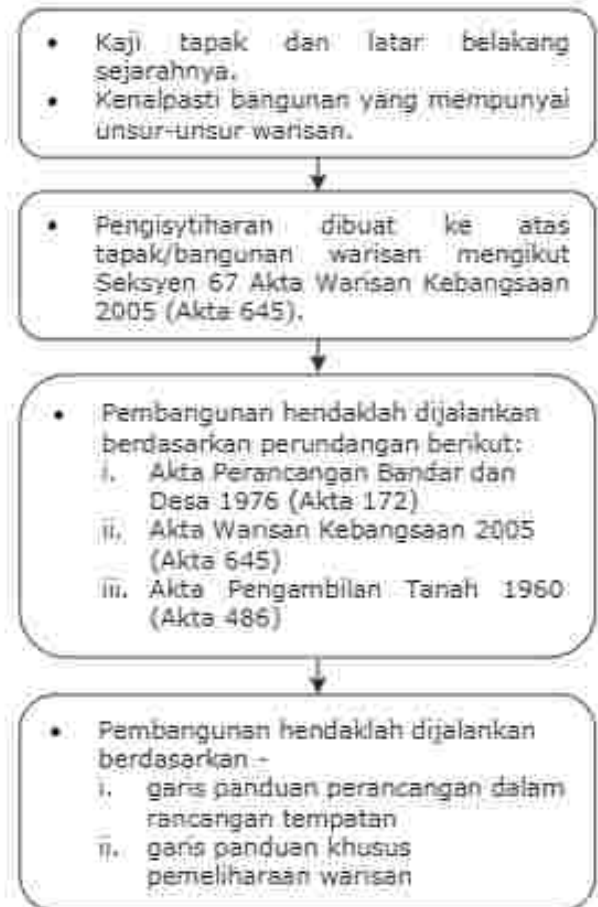 • Kaji tapak dan latar belakang
sejarahnya.
• Kenalpasti bangunan yang mempunyai
unsur-unsur warisan.
• Pengisytiharan dibuat ke atas
tapak/bangunan warisan mengikut
Seksyen 67 Akta Warisan Kebangsaan
2005 (Akta 645).
• Pembangunan hendaklah dijalankan
berdasarkan perundangan berikut:
i. Akta Perancangan Bandar dan
Desa 1976 (Akta 172)
ii. Akta Warisan Kebangsaan 2005
(Akta 645)
iii. Akta Pengambilan Tanah 1960
(Akta 486)
• Pembangunan hendaklah dijalankan
berdasarkan -
i. garis panduan perancangan dalam
rancangan tempatan
ii. garis panduan khusus
pemeliharaan warisan